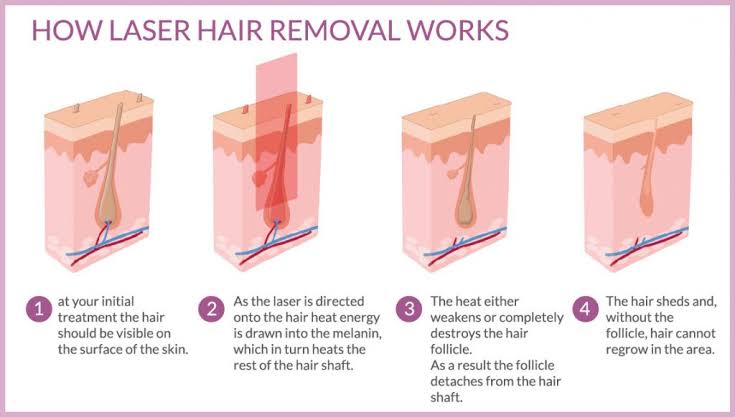 HOW LASER HAIR REMOVAL WORKS
1
at your initial
treatment the hair
should be visible on
the surface of the skin.
2
As the laser is directed
onto the hair heat energy
is drawn into the melanin,
which in turn heats the
rest of the hair shaft.
3
The heat either
weakens or completely
destroys the hair
follicle.
As a result the follicle
detaches from the hair
shaft.
4
The hair sheds and,
without the
follicle, hair cannot
regrow in the area.